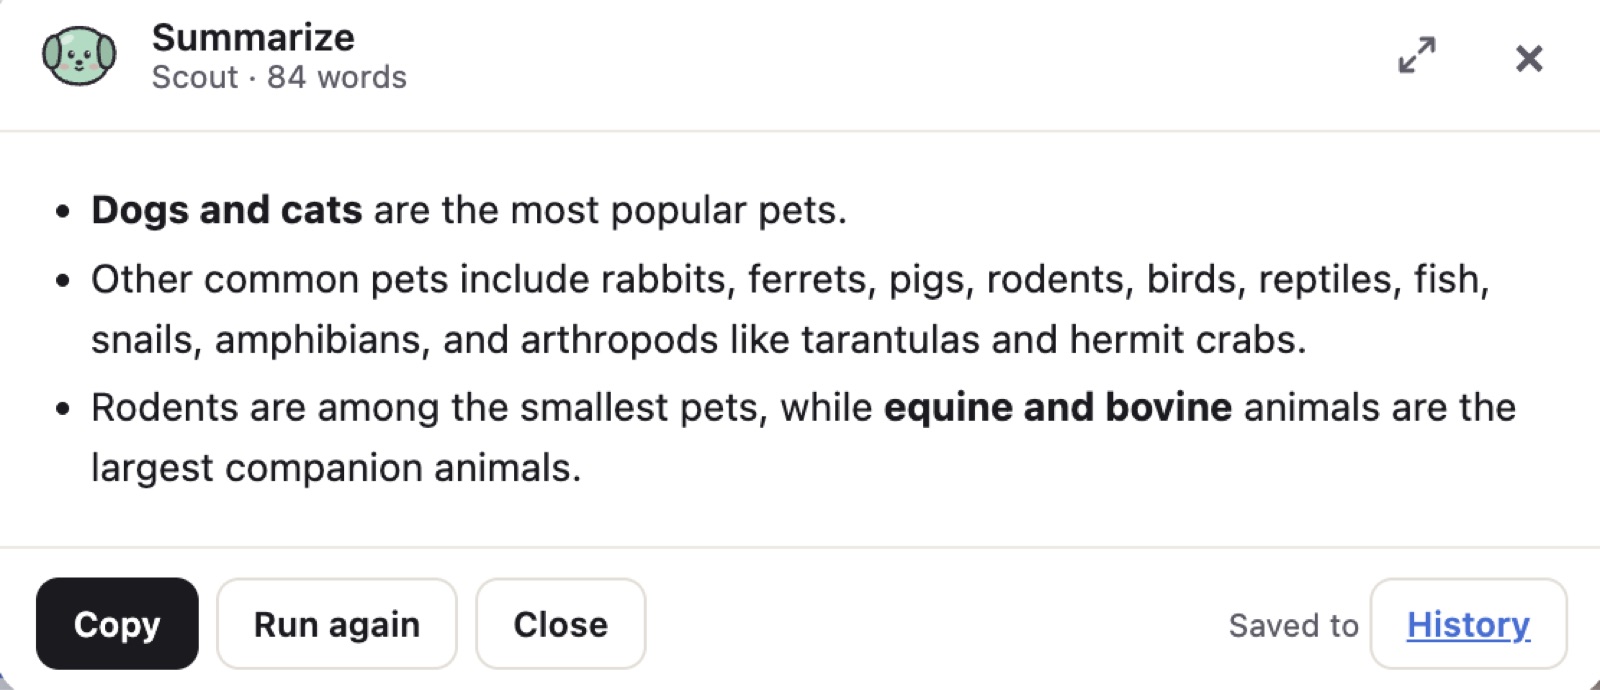 Summarize
Scout · 84 words
• Dogs and cats are the most popular pets.
• Other common pets include rabbits, ferrets, pigs, rodents, birds, reptiles, fish,
snails, amphibians, and arthropods like tarantulas and hermit crabs.
• Rodents are among the smallest pets, while equine and bovine animals are the
largest companion animals.
Copy Run again Close Saved to History